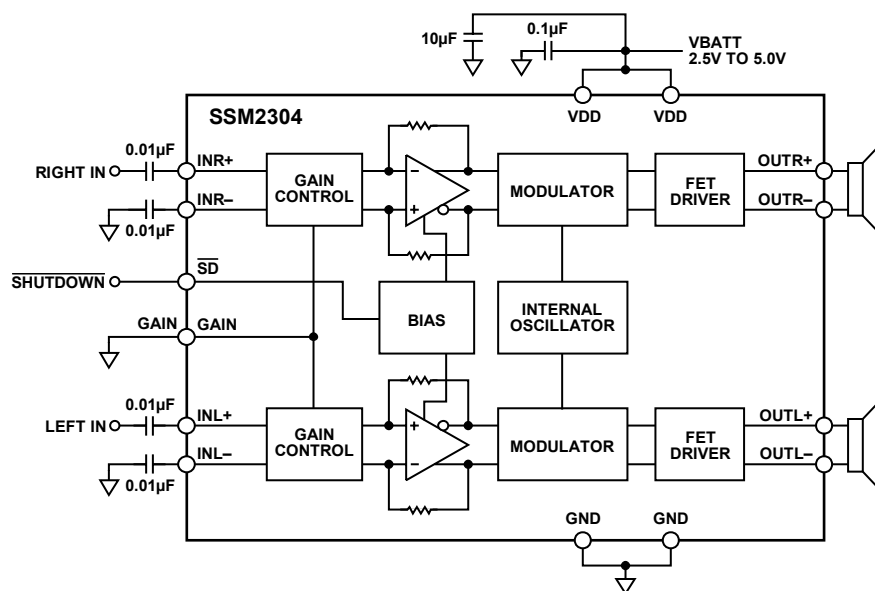 10µF
0.1µF
VBATT
2.5V TO 5.0V
VDD
VDD
SSM2304
0.01µF
RIGHT IN
INR+
GAIN
CONTROL
MODULATOR
FET
DRIVER
OUTR+
INR–
OUTR–
0.01µF
SHUTDOWN
SD
BIAS
INTERNAL
OSCILLATOR
GAIN
GAIN
0.01µF
LEFT IN
INL+
GAIN
CONTROL
MODULATOR
FET
DRIVER
OUTL+
INL–
OUTL–
0.01µF
GND
GND